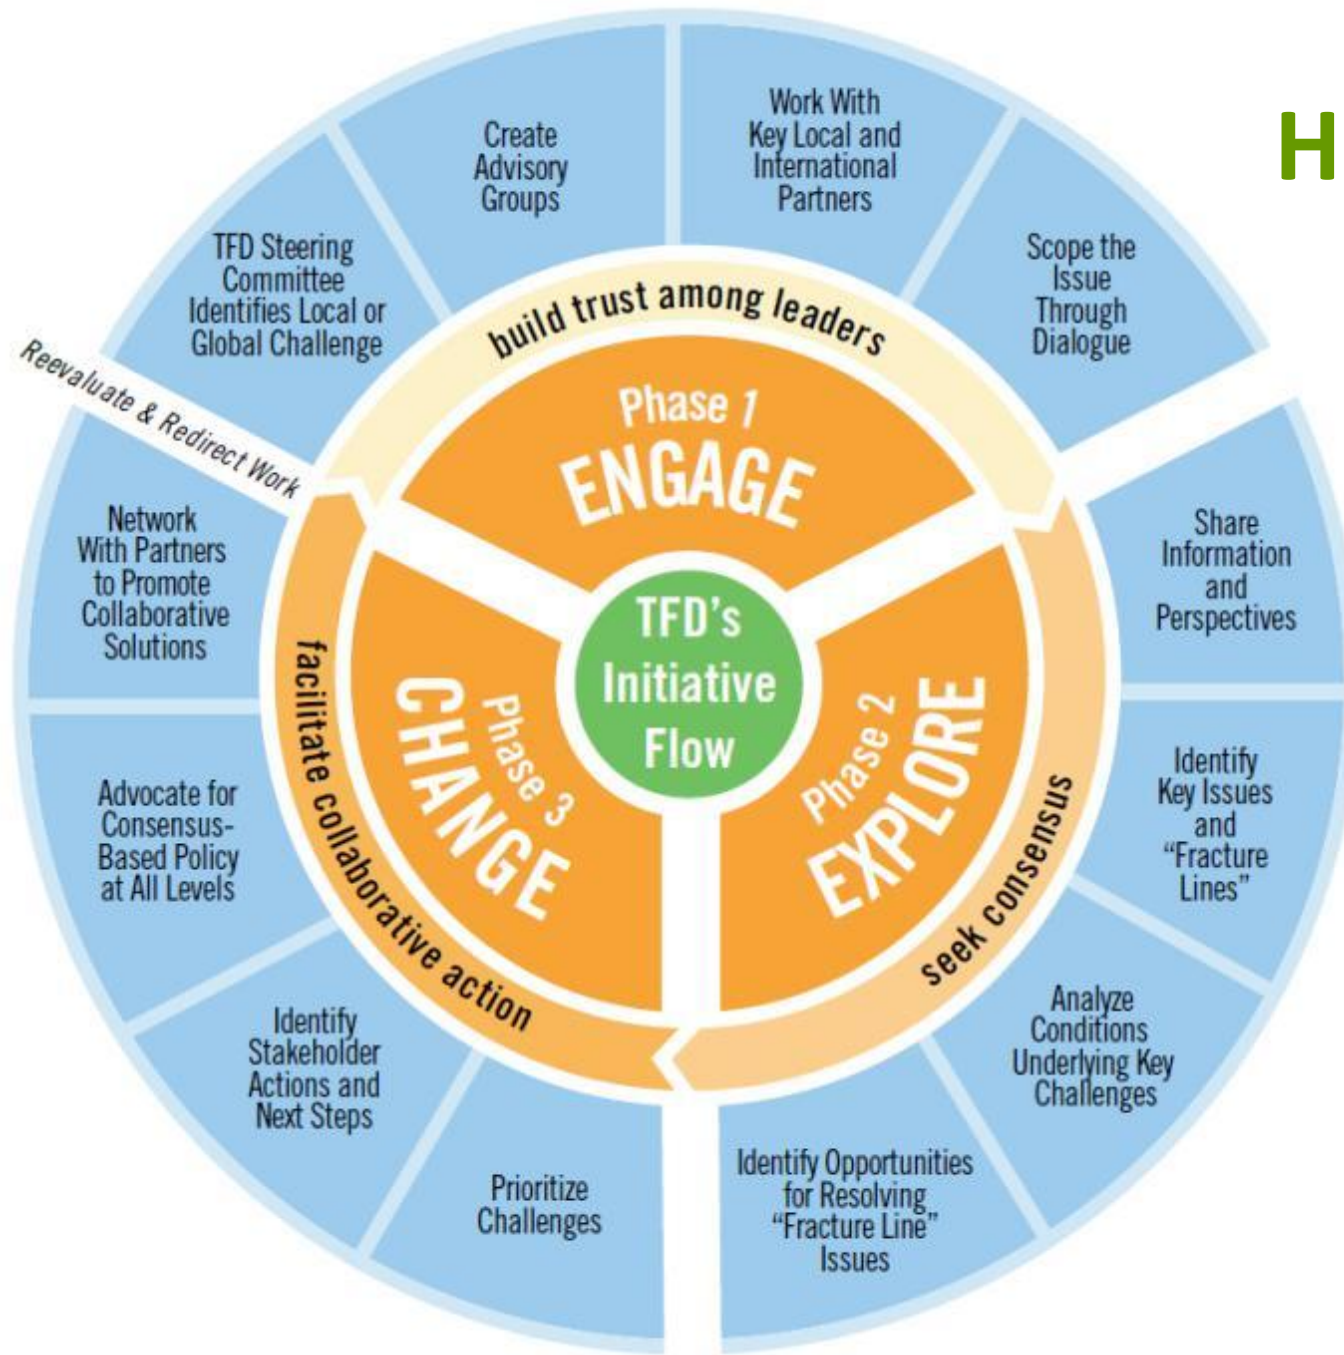 H
Create
Advisory
Groups
Work With
Key Local and
International
Partners
Scope the
Issue
Through
Dialogue
TFD Steering
Committee
Identifies Local or
Global Challenge
build trust among leaders
Reevaluate & Redirect Work
Phase 1
ENGAGE
Share
Information
and
Perspectives
Network
With Partners
to Promote
Collaborative
Solutions
TFD's
Initiative
Flow
facilitate collaborative action
Phase 3
CHANGE
Phase 2
EXPLORE
seek consensus
Identify
Key Issues
and
“Fracture
Lines”
Advocate for
Consensus-
Based Policy
at All Levels
Analyze
Conditions
Underlying Key
Challenges
Identify
Stakeholder
Actions and
Next Steps
Identify Opportunities
for Resolving
“Fracture Line”
Issues
Prioritize
Challenges